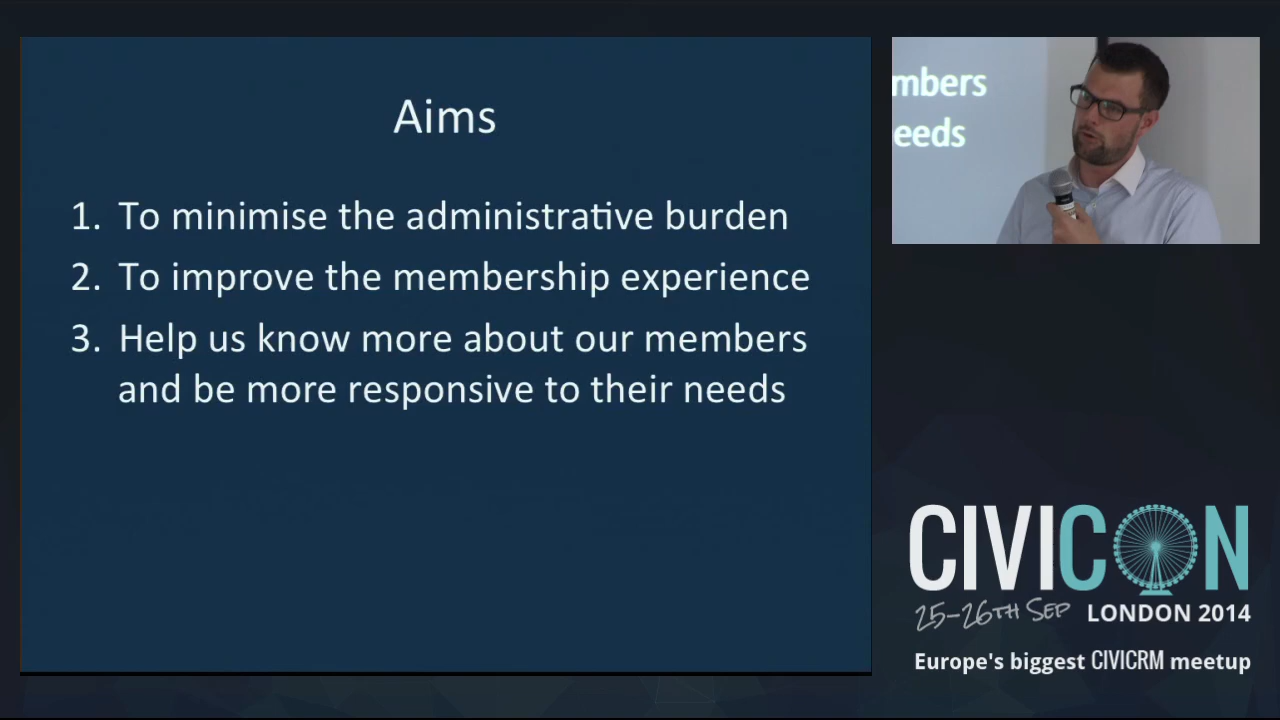 Aims
1. To minimise the administrative burden
2. To improve the membership experience
3. Help us know more about our members
and be more responsive to their needs
mbers
eeds
CIVICON
25-26TH SEP LONDON 2014
Europe's biggest CIVICRM meetup